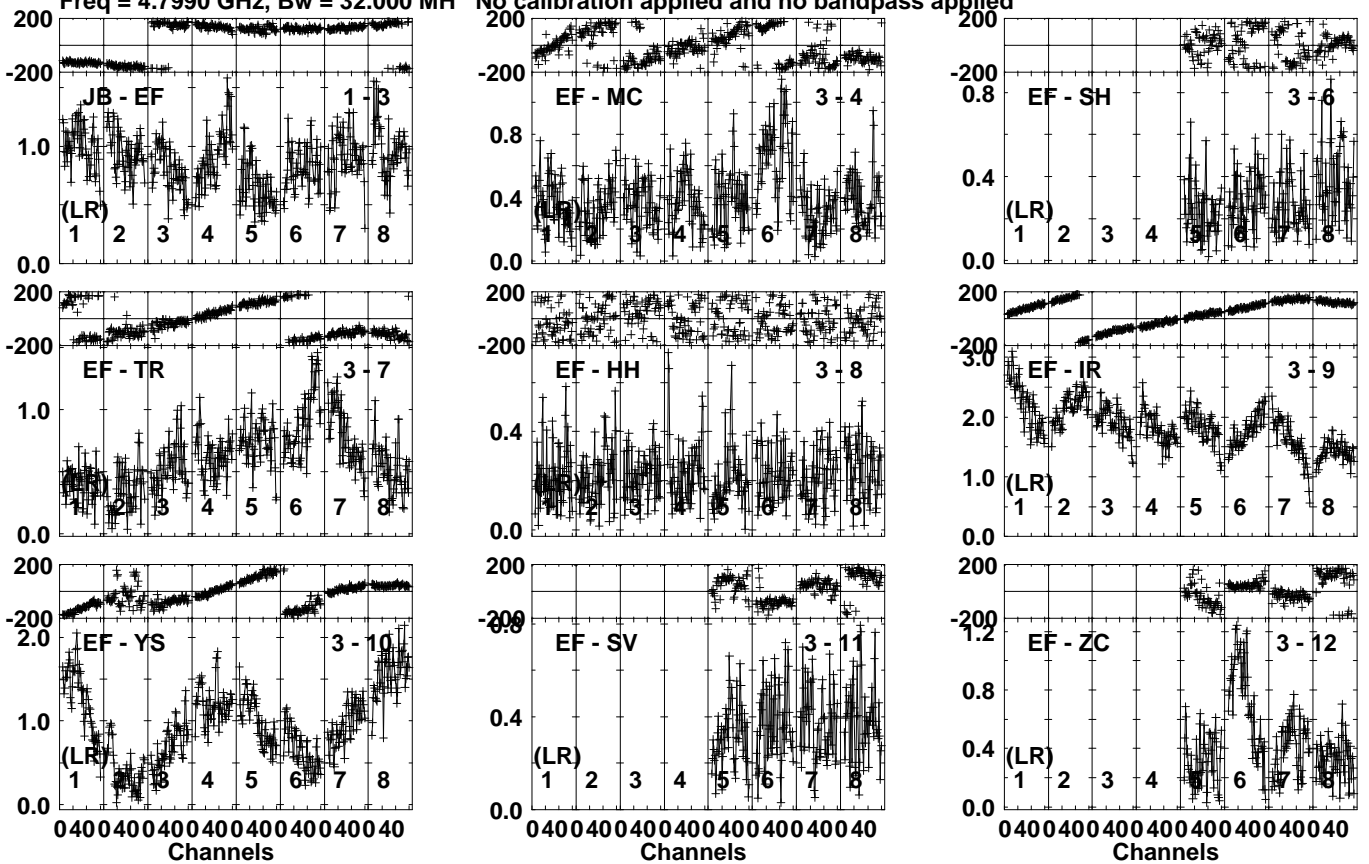 Freq = 4.7990 GHz, Bw = 32.000 MH No calibration applied and no bandpass applied
200
-200
JB - EF 1 - 3
1.0
(LR)
1 2 3 4 5 6 7 8
0.0
200
-200
EF - MC 3 - 4
0.8
0.4
(LR)
1 2 3 4 5 6 7 8
0.0
200
-200
0.8
EF - SH 3 - 6
0.4
(LR)
1 2 3 4 5 6 7 8
0.0
200
-200
EF - TR 3 - 7
1.0
(LR)
1 2 3 4 5 6 7 8
0.0
200
-200
EF - HH 3 - 8
0.4
(LR)
1 2 3 4 5 6 7 8
0.0
200
-200
3.0
EF - IR 3 - 9
2.0
1.0
(LR)
1 2 3 4 5 6 7 8
0.0
200
-200
2.0
EF - YS 3 - 10
1.0
(LR)
1 2 3 4 5 6 7 8
0.0
0 40 0 40 0 40 0 40 0 40 0 40 0 40 0 40
Channels
200
-200
0.8
EF - SV 3 - 11
0.4
(LR)
1 2 3 4 5 6 7 8
0.0
0 40 0 40 0 40 0 40 0 40 0 40 0 40 0 40
Channels
200
-200
1.2
EF - ZC 3 - 12
0.8
0.4
(LR)
1 2 3 4 5 6 7 8
0.0
0 40 0 40 0 40 0 40 0 40 0 40 0 40 0 40
Channels